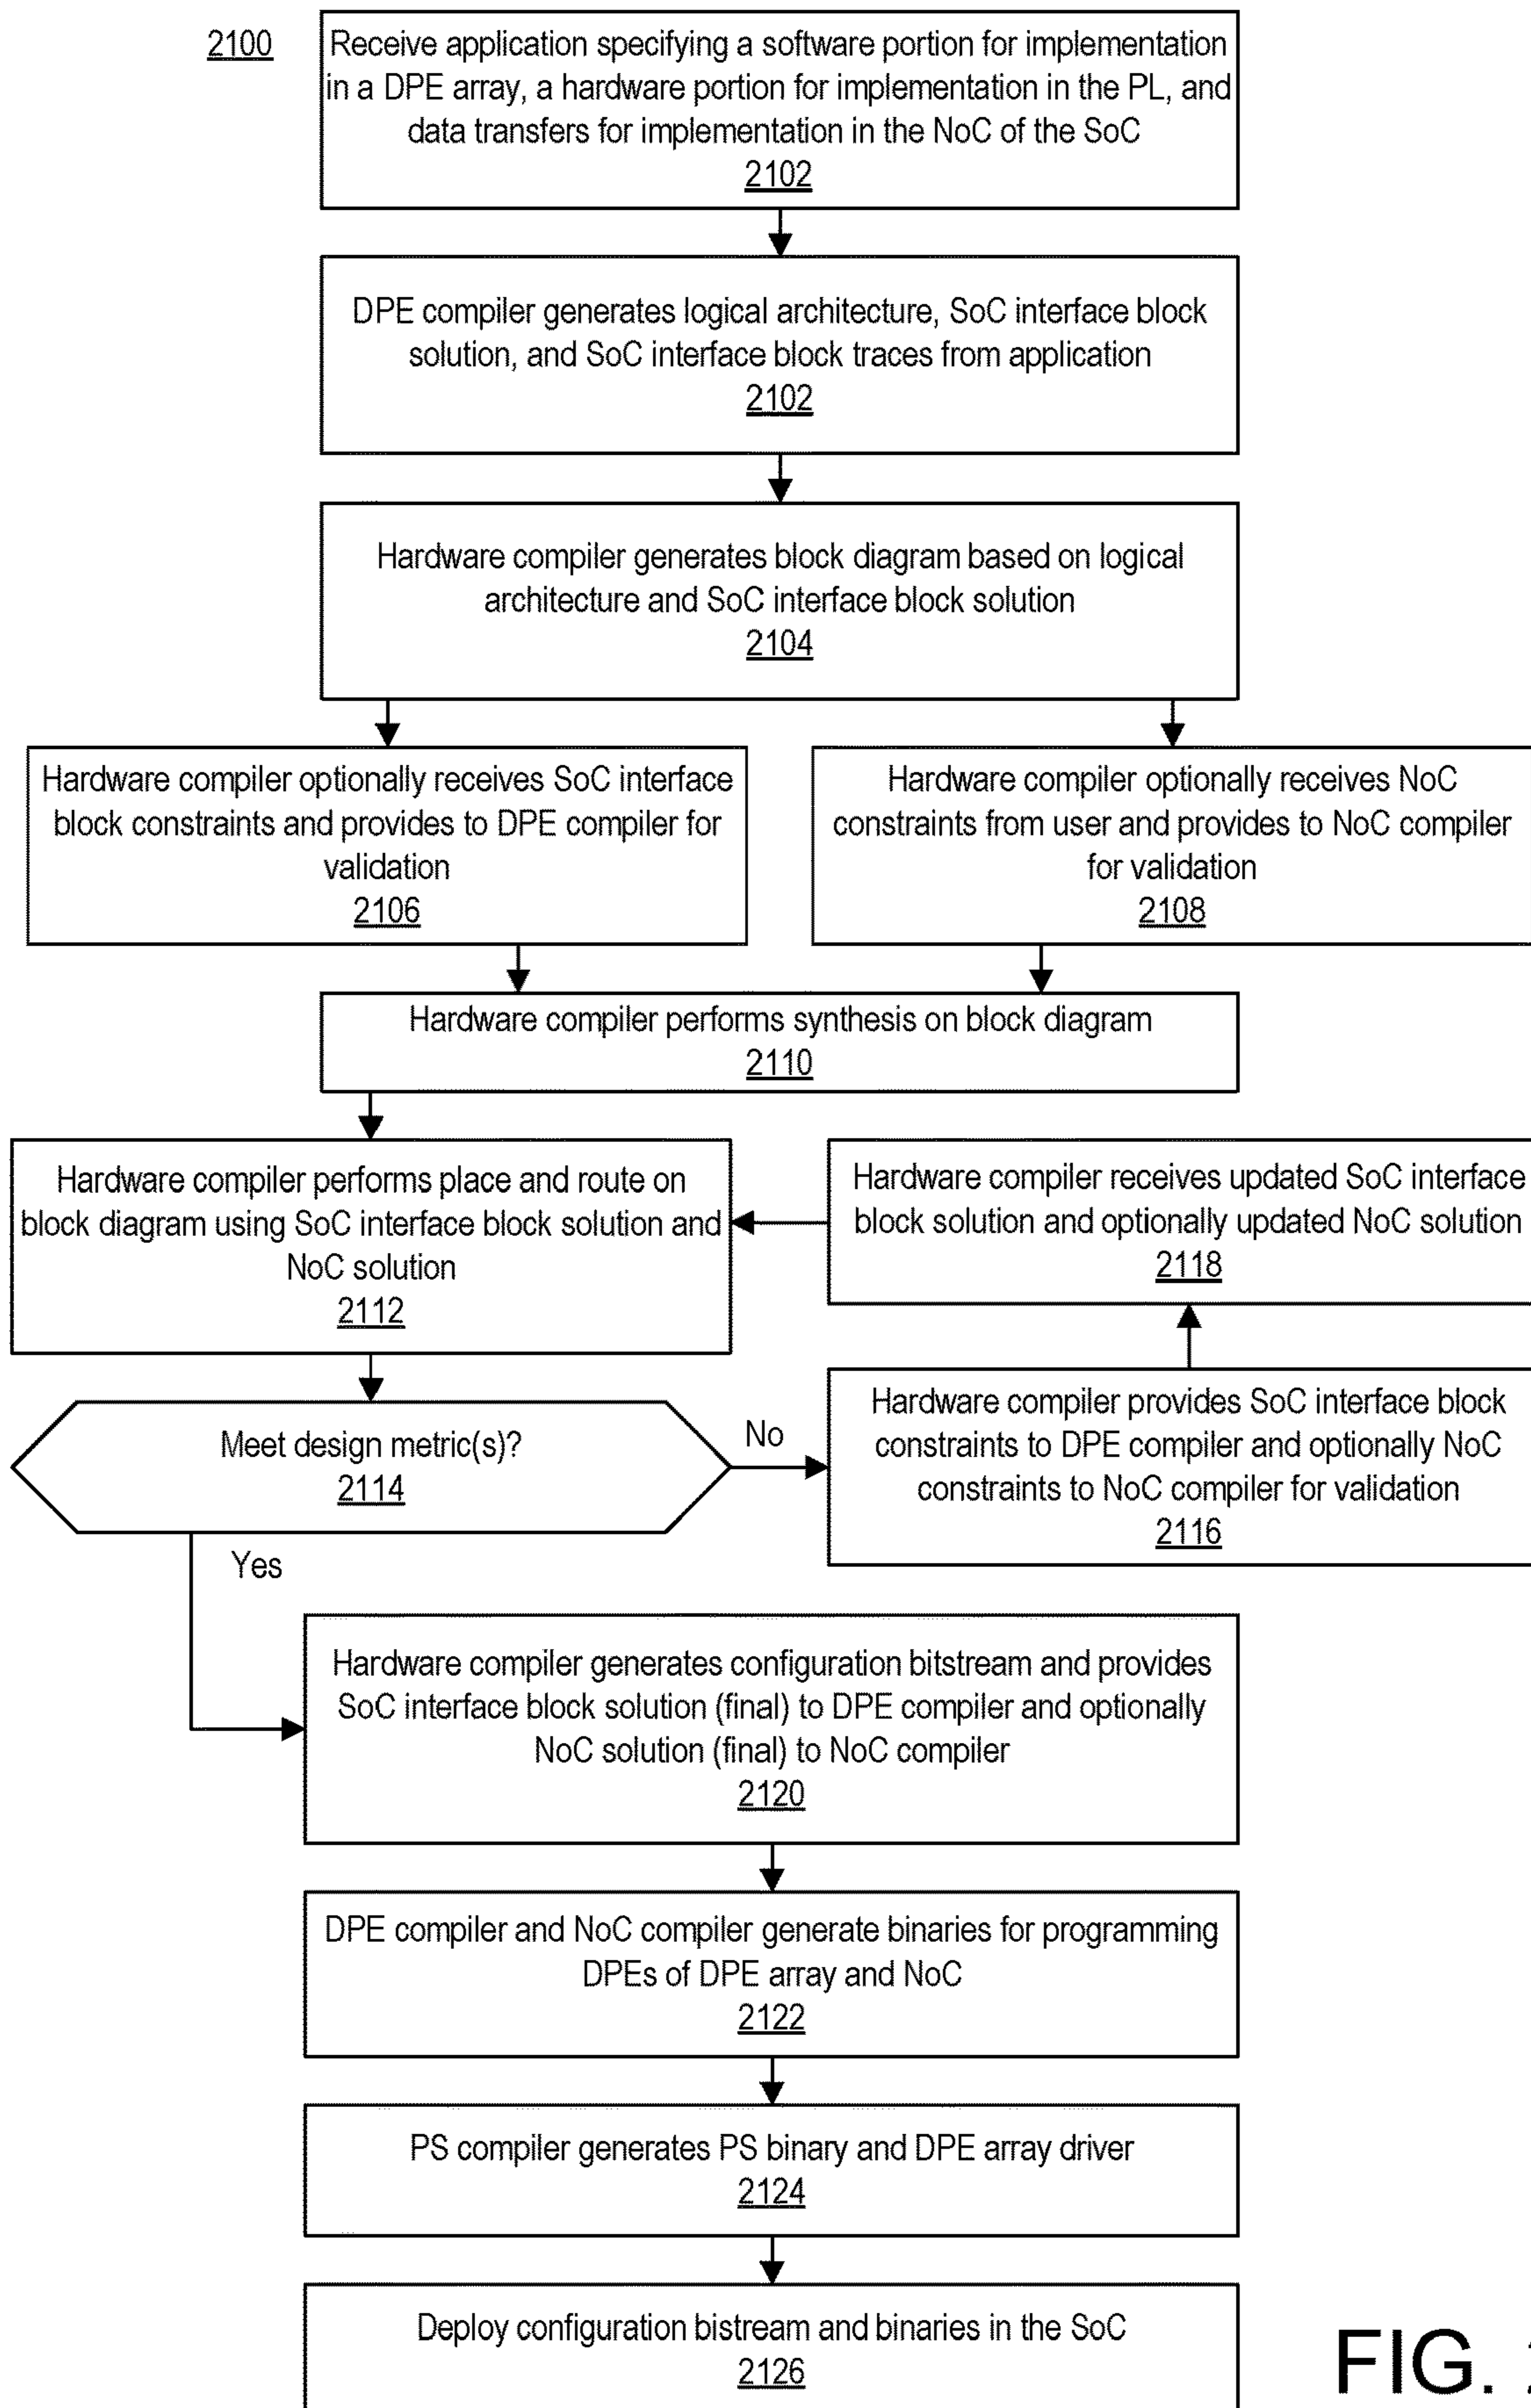 2100
Receive application specifying a software portion for implementation
in a DPE array, a hardware portion for implementation in the PL, and
data transfers for implementation in the NoC of the SoC
2102
DPE compiler generates logical architecture, SoC interface block
solution, and SoC interface block traces from application
2102
Hardware compiler generates block diagram based on logical
architecture and SoC interface block solution
2104
Hardware compiler optionally receives SoC interface
block constraints and provides to DPE compiler for
validation
2106
Hardware compiler optionally receives NoC
constraints from user and provides to NoC compiler
for validation
2108
Hardware compiler performs synthesis on block diagram
2110
Hardware compiler performs place and route on
block diagram using SoC interface block solution and
NoC solution
2112
Hardware compiler receives updated SoC interface
block solution and optionally updated NoC solution
2118
Meet design metric(s)?
2114
No
Hardware compiler provides SoC interface block
constraints to DPE compiler and optionally NoC
constraints to NoC compiler for validation
2116
Yes
Hardware compiler generates configuration bitstream and provides
SoC interface block solution (final) to DPE compiler and optionally
NoC solution (final) to NoC compiler
2120
DPE compiler and NoC compiler generate binaries for programming
DPEs of DPE array and NoC
2122
PS compiler generates PS binary and DPE array driver
2124
Deploy configuration bistream and binaries in the SoC
2126
FIG.